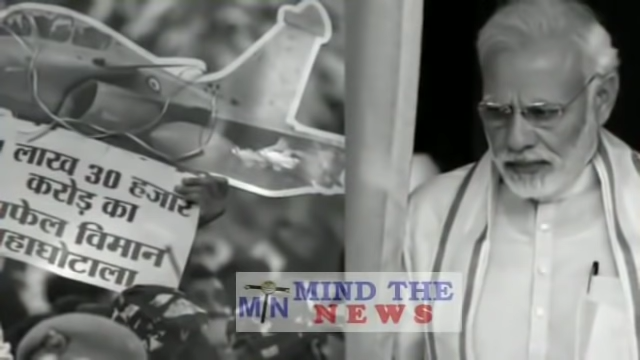 लाख 30 हजार
करोड़ का
ाफेल विमान
हाघोटाला
MIND THE
NEWS